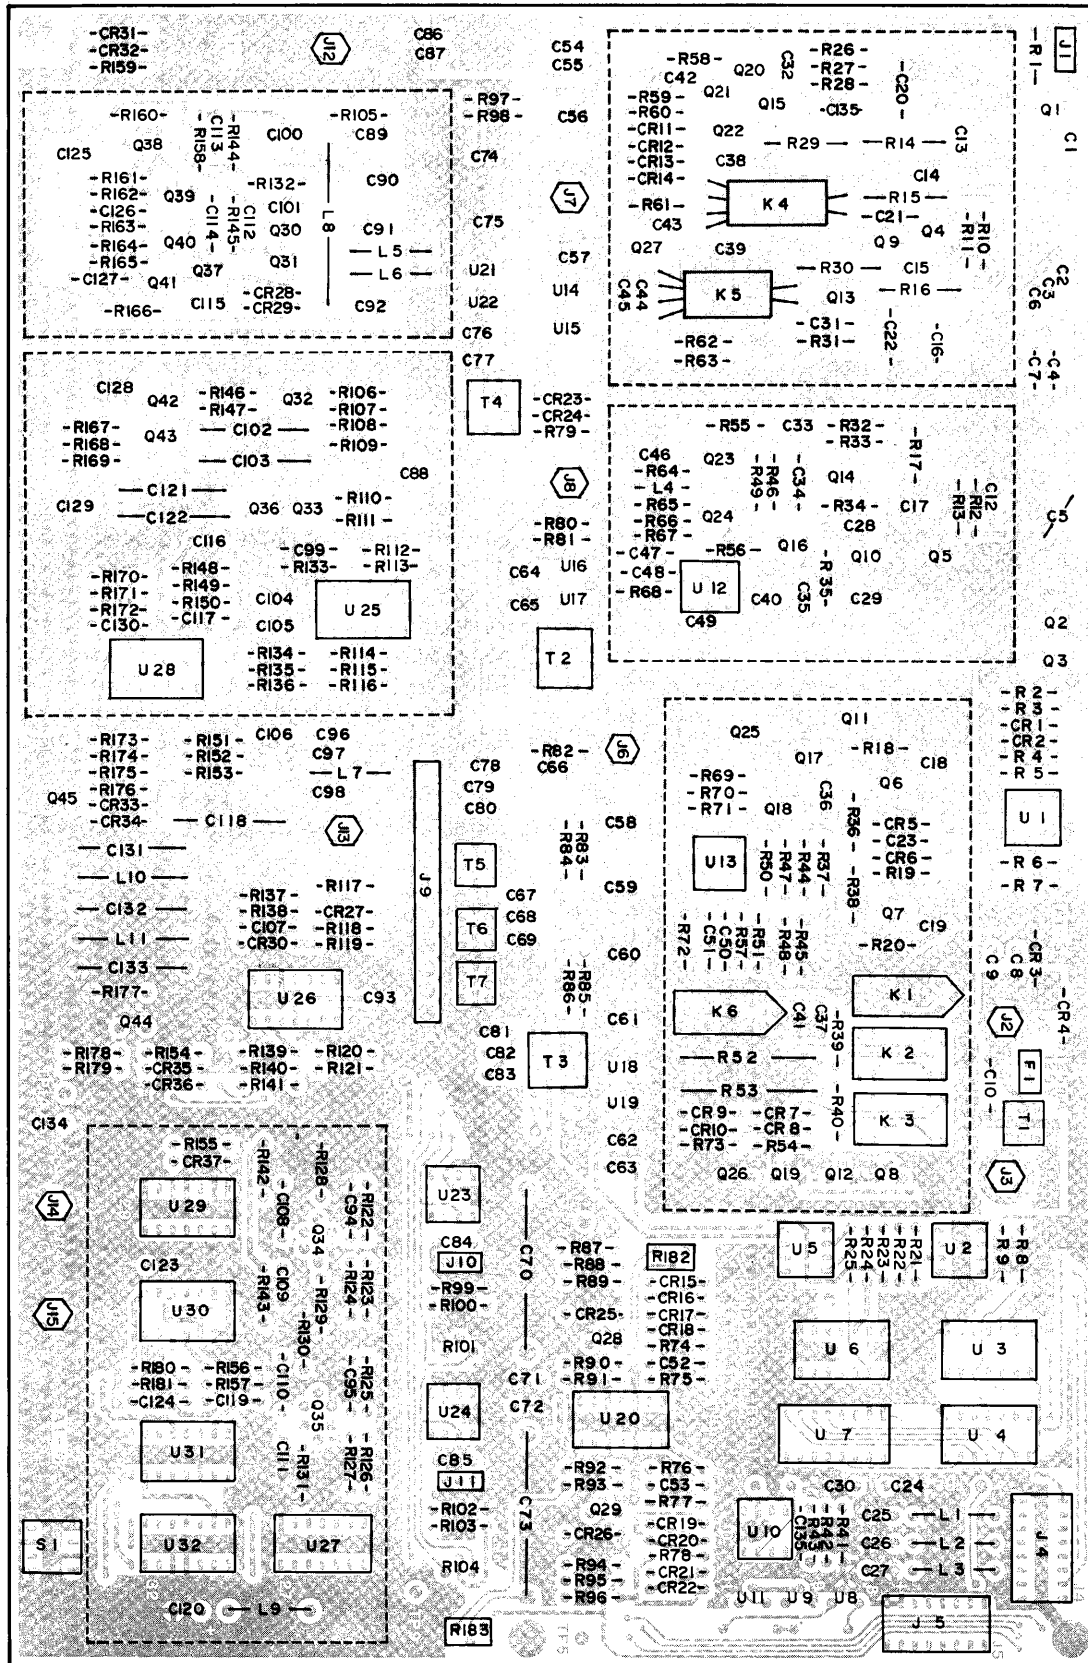 -CR31-
-CR32-
-R159-
J12
C86
C87
C54
C55
-R1-
J1
-R58-
C42
Q20
C32
-R26-
-R27-
-R28-
-C20-
Q21
Q15
-C135-
-R59-
-R60-
-CR11-
-CR12-
-CR13-
-CR14-
-R61-
C43
Q22
C38
-R29-
-R14-
C13
C14
K4
-R15-
-C21-
Q4
Q9
-R10-
-R11-
Q27
C39
C44
C45
K5
-R30-
C15
-R16-
Q13
-C31-
-R31-
-C22-
-C16-
-R62-
-R63-
Q1
C1
C2
C3
C6
-C4-
-C7-
-R97-
-R98-
C56
C74
J7
C75
C57
U21
U14
U22
U15
C76
C77
-R160-
Q38
C113
-R158-
-R144-
C100
-R105-
C89
C125
-R161-
-R162-
-C126-
-R163-
-R164-
-R165-
-C127-
-R166-
Q39
Q40
Q41
-C114-
-R145-
C112
-R132-
C101
Q30
Q31
L8
C90
C91
L5
L6
C92
Q37
C115
-CR28-
-CR29-
C128
Q42
-R146-
-R147-
Q32
-R106-
-R107-
-R108-
-R109-
-R167-
-R168-
-R169-
Q43
C102
C103
C88
C121
C122
C129
Q36
Q33
-R110-
-R111-
C116
-C99-
-R133-
-R112-
-R113-
-R170-
-R171-
-R172-
-C130-
-R148-
-R149-
-R150-
-C117-
C104
C105
U25
U28
-R134-
-R135-
-R136-
-R114-
-R115-
-R116-
T4
-CR23-
-CR24-
-R79-
J8
-R80-
-R81-
C64
U16
C65
U17
T2
-R55-
C33
-R32-
-R33-
-R17-
C46
-R64-
-L4-
-R65-
-R66-
-R67-
-C47-
-C48-
-R68-
Q23
Q24
-R49-
-R46-
-C34-
Q14
-R34-
C28
C17
C12
-R12-
-R13-
-R56-
Q16
Q10
Q5
U12
C49
C40
C35
-R35-
C29
C5
Q2
Q3
-R173-
-R174-
-R175-
-R176-
-CR33-
-CR34-
Q45
-R151-
-R152-
-R153-
C106
C96
C97
-L7-
C98
C118
J13
C131
L10
C132
L11
C133
-R177-
Q44
-R137-
-R138-
-C107-
-CR30-
-R117-
-CR27-
-R118-
-R119-
U26
C93
-R178-
-R179-
-R154-
-CR35-
-CR36-
-R139-
-R140-
-R141-
-R120-
-R121-
J9
C78
C79
C80
T5
C67
T6
C68
C69
T7
C81
C82
C83
T3
-R82-
C66
J6
C58
-R84-
-R83-
C59
C60
-R86-
-R85-
C61
U18
U19
C62
C63
Q25
Q11
Q17
-R18-
C18
-R69-
-R70-
-R71-
Q18
C36
Q6
-R36-
-CR5-
-C23-
-CR6-
-R19-
U13
-R50-
-R47-
-R44-
-R37-
-R38-
Q7
C19
-R20-
-R72-
-C51-
-C50-
-R57-
-R51-
-R48-
-R45-
K6
C41
C37
-R39-
K1
K2
R52
R53
K3
-R40-
-CR9-
-CR10-
-R73-
-CR7-
-CR8-
-R54-
Q26
Q19
Q12
Q8
-R2-
-R3-
-CR1-
-CR2-
-R4-
-R5-
U1
-R6-
-R7-
C9
C8
-CR3-
-CR4-
J2
F1
-C10-
T1
J3
C134
-R155-
-CR37-
-R142-
-R128-
U29
-C108-
Q34
-C94-
-R122-
J14
C123
C109
-R143-
U30
-R129-
-R130-
-R124-
-R123-
J15
-R180-
-R181-
-C124-
-R156-
-R157-
-C119-
-C110-
Q35
-C95-
-R125-
U31
C111
-R131-
-R127-
-R126-
S1
U32
U27
C120
L9
U23
C84
J10
-R99-
-R100-
R101
C70
C71
C72
U24
C85
J11
-R102-
-R103-
R104
C73
R183
-R87-
-R88-
-R89-
-CR25-
Q28
-R90-
-R91-
U20
-R92-
-R93-
Q29
-CR26-
-R94-
-R95-
-R96-
R182
-CR15-
-CR16-
-CR17-
-CR18-
-R74-
-C52-
-R75-
-R76-
-C53-
-R77-
-CR19-
-CR20-
-R78-
-CR21-
-CR22-
U5
-R25-
-R24-
-R23-
-R22-
-R21-
U2
-R9-
-R8-
U6
U3
U7
U4
C30
C24
U10
-C135-
-R43-
-R42-
-R41-
C25
-L1-
C26
-L2-
C27
-L3-
J4
U11
U9
U8
J5